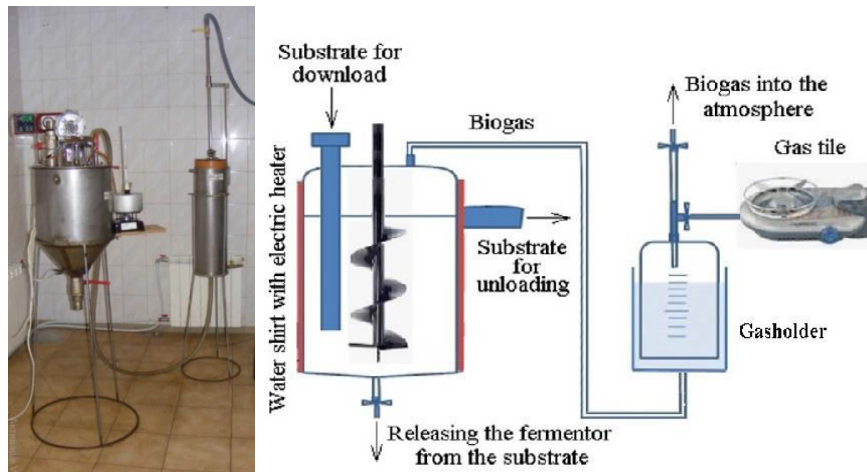 Substrate for
download
Water shirt with electric heater
Biogas
Substrate
for
unloading
Releasing the fermentor
from the substrate
Biogas into the
atmosphere
Gas tile
Gasholder